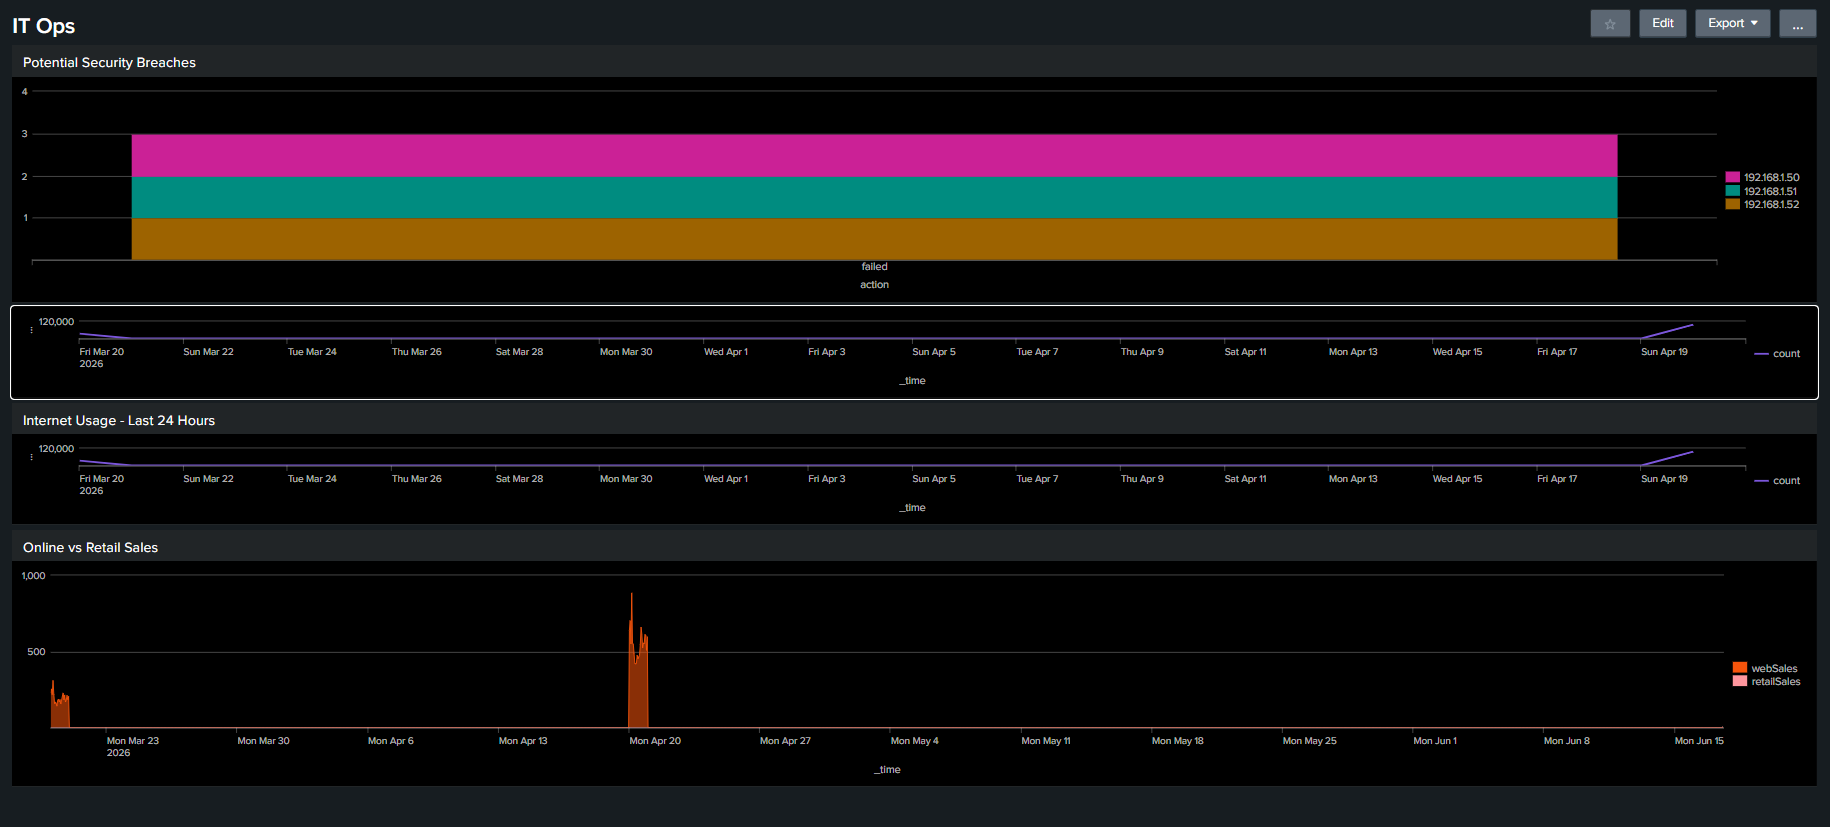 IT Ops
Edit
Export
...
Potential Security Breaches
4
3
2
1
192.168.1.50
192.168.1.51
192.168.1.52
failed
action
120,000
Fri Mar 20 Sun Mar 22 Tue Mar 24 Thu Mar 26 Sat Mar 28 Mon Mar 30 Wed Apr 1 Fri Apr 3 Sun Apr 5 Tue Apr 7 Thu Apr 9 Sat Apr 11 Mon Apr 13 Wed Apr 15 Fri Apr 17 Sun Apr 19
2026
count
_time
Internet Usage - Last 24 Hours
120,000
Fri Mar 20 Sun Mar 22 Tue Mar 24 Thu Mar 26 Sat Mar 28 Mon Mar 30 Wed Apr 1 Fri Apr 3 Sun Apr 5 Tue Apr 7 Thu Apr 9 Sat Apr 11 Mon Apr 13 Wed Apr 15 Fri Apr 17 Sun Apr 19
2026
count
_time
Online vs Retail Sales
1,000
500
webSales
retailSales
Mon Mar 23 Mon Mar 30 Mon Apr 6 Mon Apr 13 Mon Apr 20 Mon Apr 27 Mon May 4 Mon May 11 Mon May 18 Mon May 25 Mon Jun 1 Mon Jun 8 Mon Jun 15
2026
_time